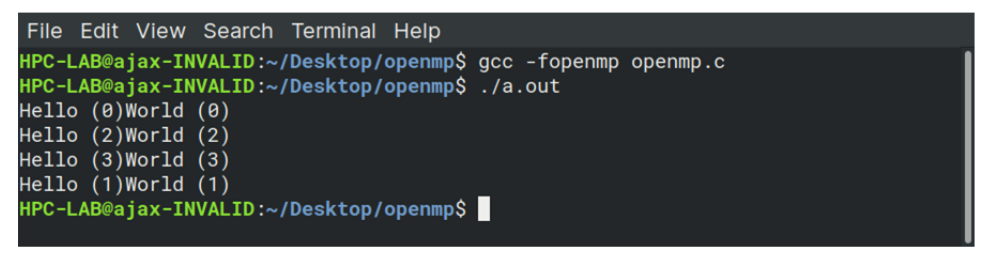 File Edit View Search Terminal Help
HPC-LAB@ajax-INVALID:~/Desktop/openmp$ gcc -fopenmp openmp.c
HPC-LAB@ajax-INVALID:~/Desktop/openmp$ ./a.out
Hello (0)World (0)
Hello (2)World (2)
Hello (3)World (3)
Hello (1)World (1)
HPC-LAB@ajax-INVALID:~/Desktop/openmp$